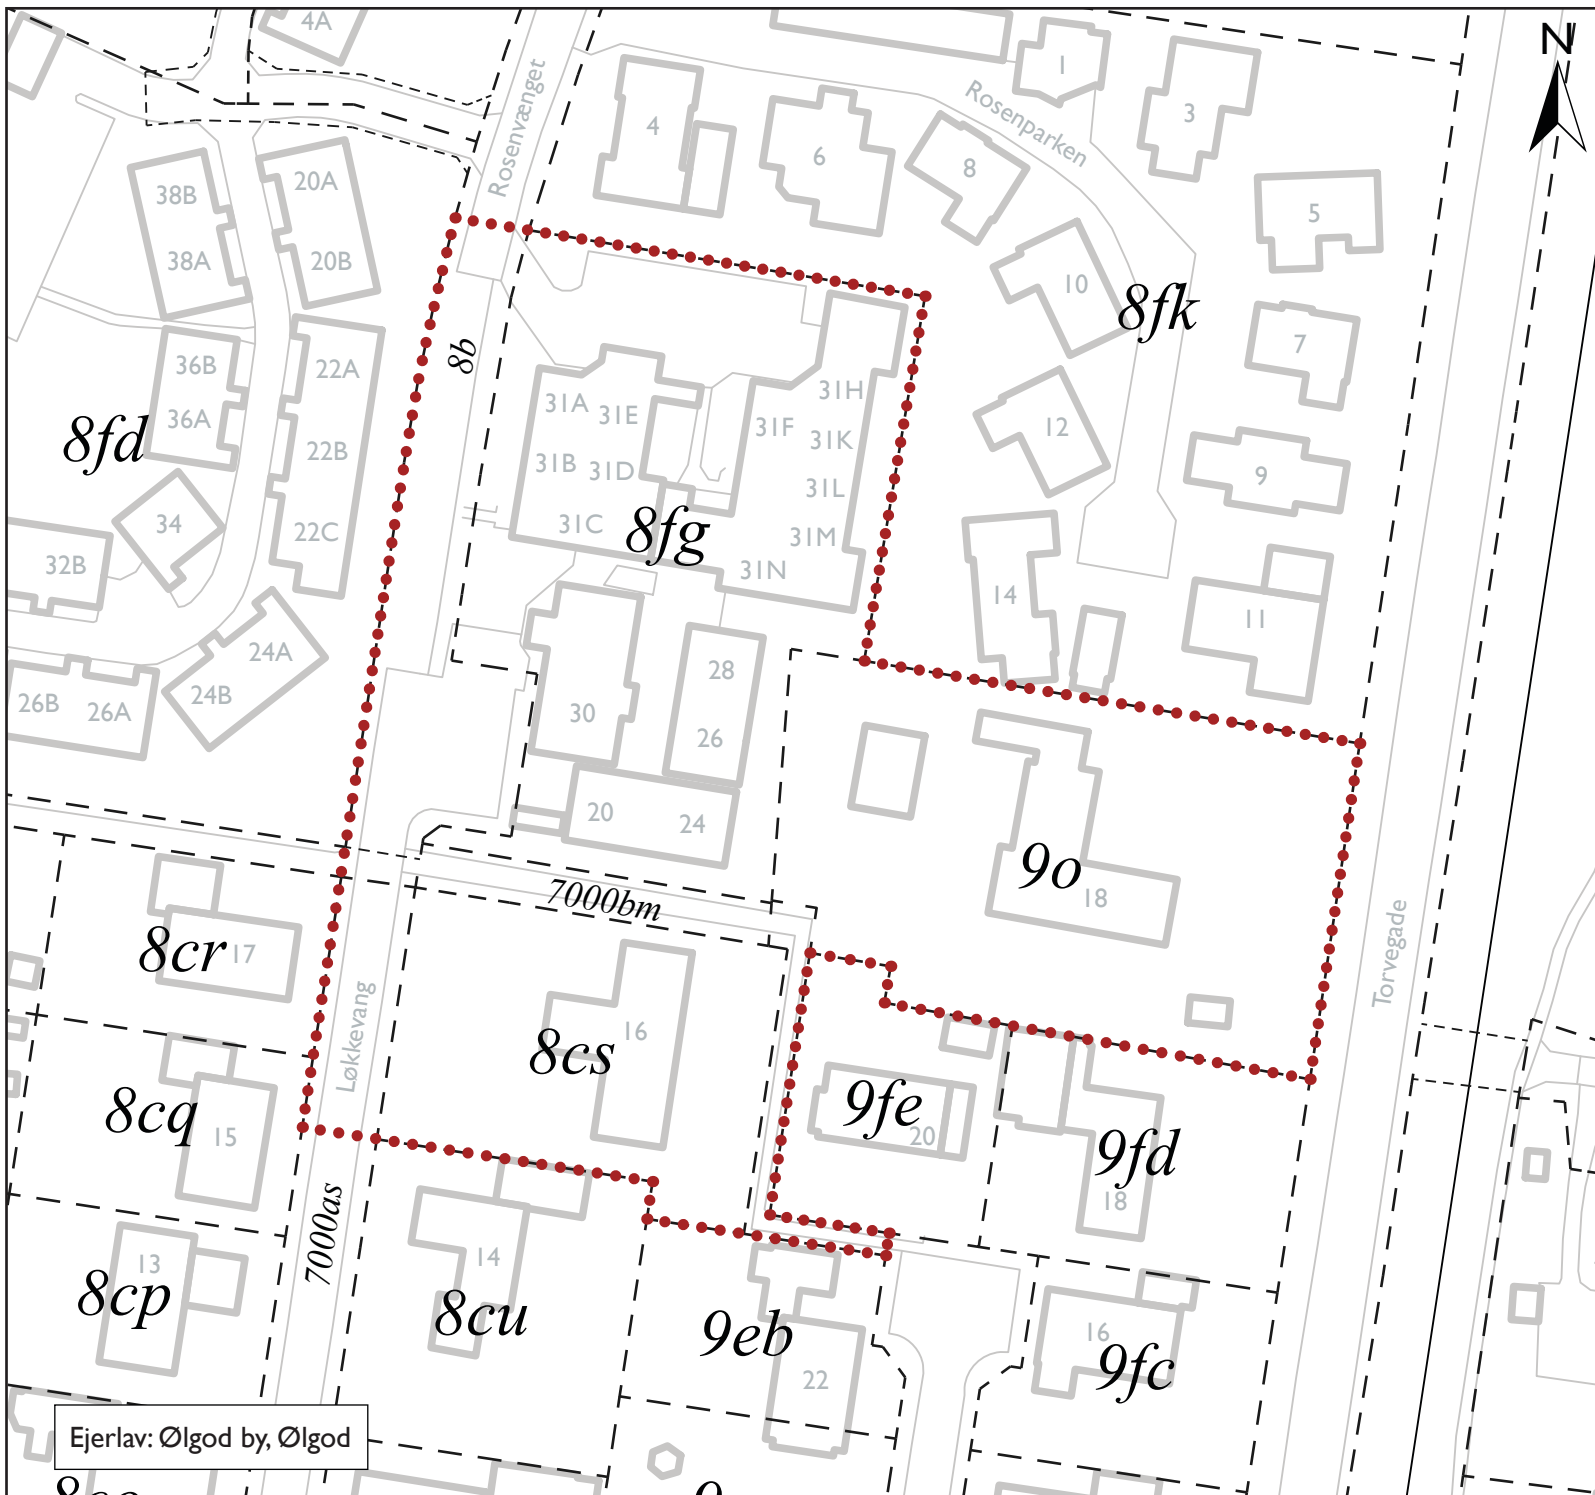 4A
N
Rosenvænget
Rosenparken
1
3
4
6
8
5
38B
38A
20A
20B
10
8fk
7
8b
36B
36A
22A
22B
22C
8fd
31A
31E
31B
31D
31C
31F
31H
31K
31L
31M
31N
8fg
12
9
34
32B
14
11
24A
24B
26B
26A
30
28
26
20
24
9o
18
7000bm
8cr
17
Torvegade
Løkkevang
8cs
16
8cq
15
9fe
20
9fd
18
7000as
13
8cp
14
8cu
9eb
22
16
9fc
Ejerlav: Ølgod by, Ølgod